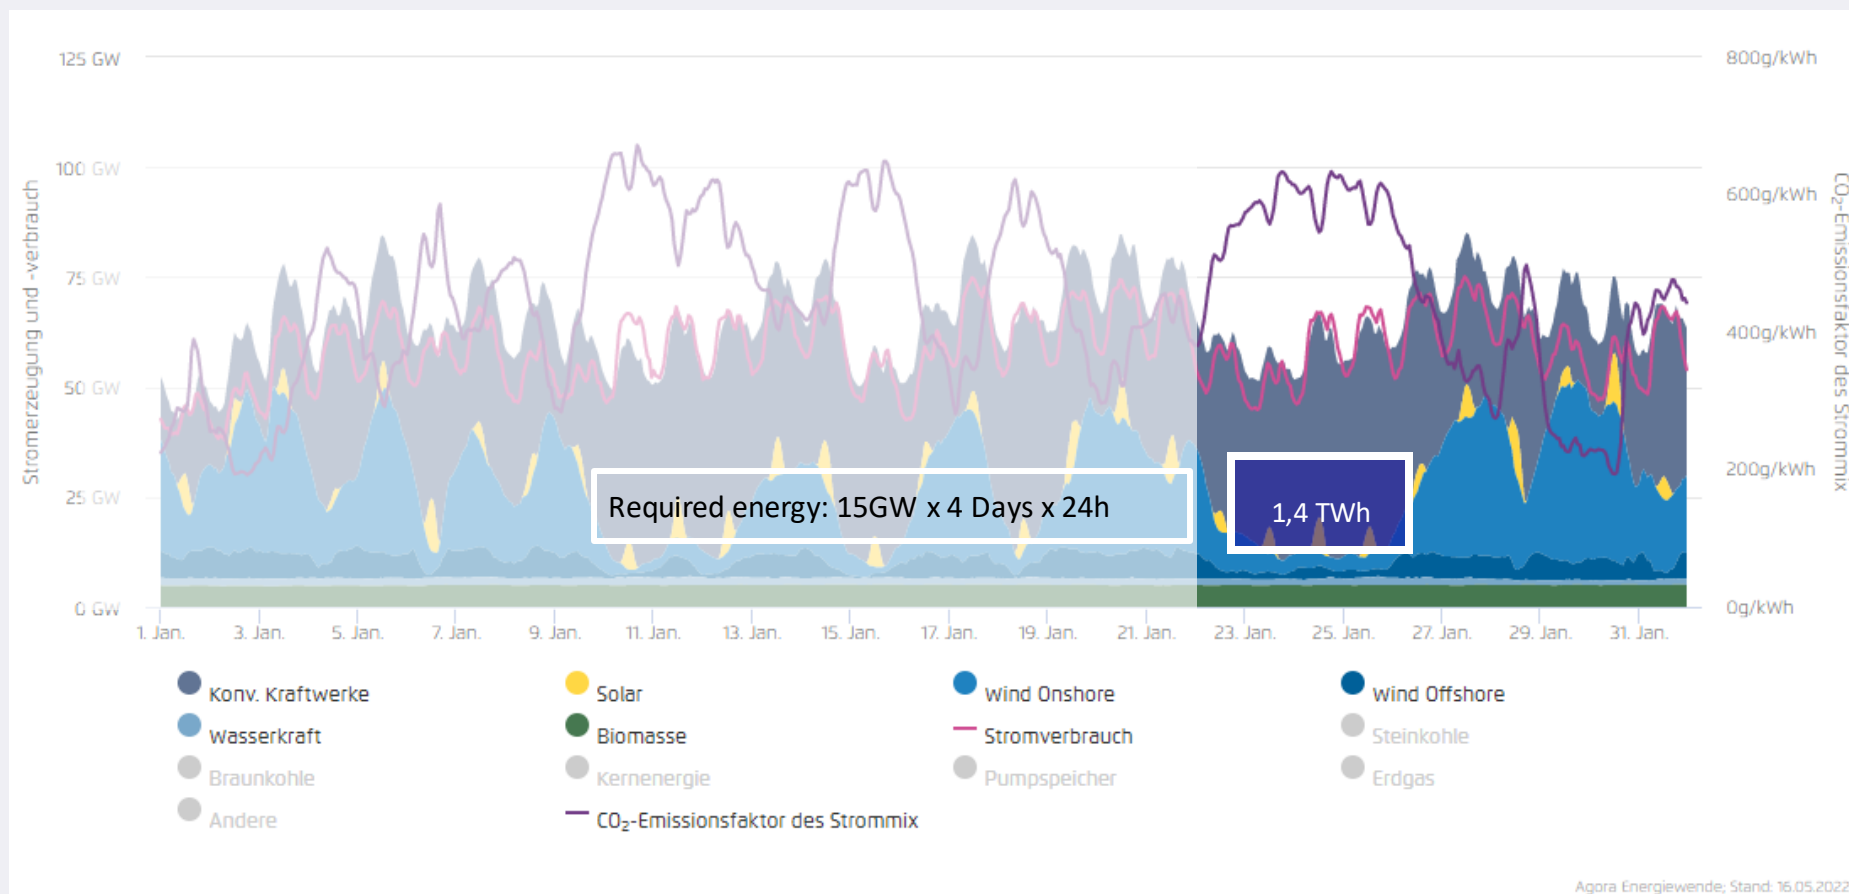 125 GW
800g/kWh
100 GW
600g/kWh
75 GW
50 GW
400g/kWh
25 GW
200g/kWh
0 GW
0g/kWh
Stromerzeugung und -verbrauch
CO₂-Emissionsfaktor des Strommix
Required energy: 15GW x 4 Days x 24h
1,4 TWh
1. Jan. 3. Jan. 5. Jan. 7. Jan. 9. Jan. 11. Jan. 13. Jan. 15. Jan. 17. Jan. 19. Jan. 21. Jan. 23. Jan. 25. Jan. 27. Jan. 29. Jan. 31. Jan.
Konv. Kraftwerke Solar Wind Onshore Wind Offshore
Wasserkraft Biomasse Stromverbrauch Steinkohle
Braunkohle Kernenergie Pumpspeicher Erdgas
Andere CO₂-Emissionsfaktor des Strommix
Agora Energiewende; Stand: 16.05.2022